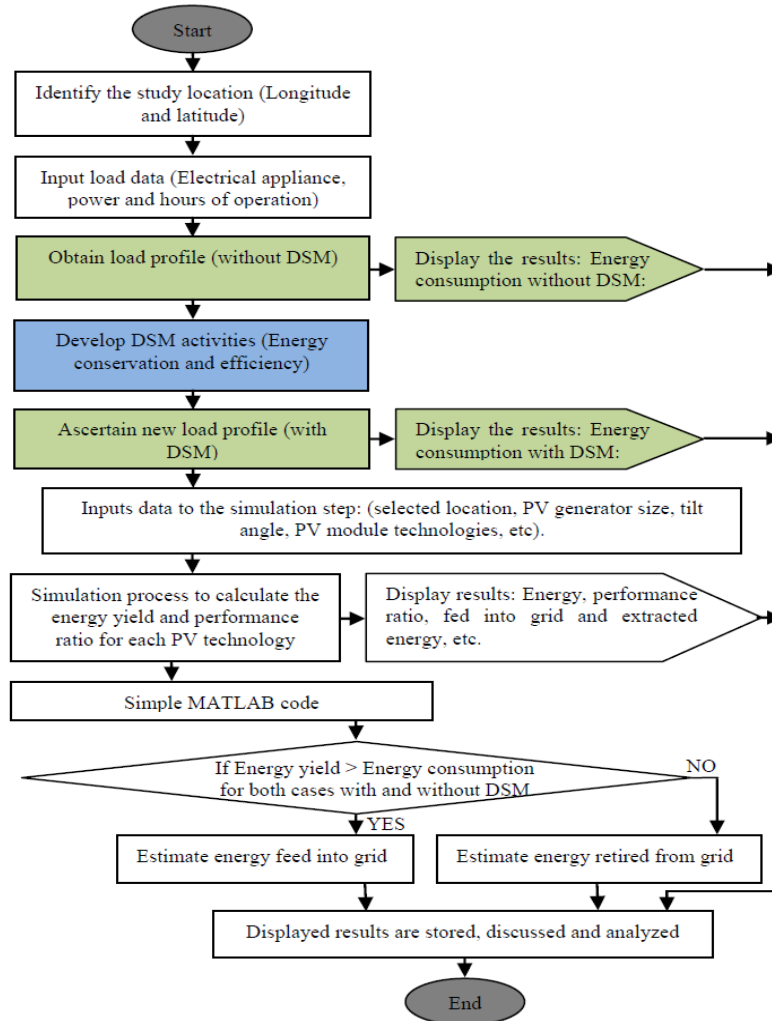 Start
Identify the study location (Longitude
and latitude)
Input load data (Electrical appliance,
power and hours of operation)
Obtain load profile (without DSM)
Display the results: Energy
consumption without DSM:
Develop DSM activities (Energy
conservation and efficiency)
Ascertain new load profile (with
DSM)
Display the results: Energy
consumption with DSM:
Inputs data to the simulation step: (selected location, PV generator size, tilt
angle, PV module technologies, etc).
Simulation process to calculate the
energy yield and performance
ratio for each PV technology
Display results: Energy, performance
ratio, fed into grid and extracted
energy, etc.
Simple MATLAB code
If Energy yield > Energy consumption
for both cases with and without DSM
NO
YES
Estimate energy feed into grid
Estimate energy retired from grid
Displayed results are stored, discussed and analyzed
End